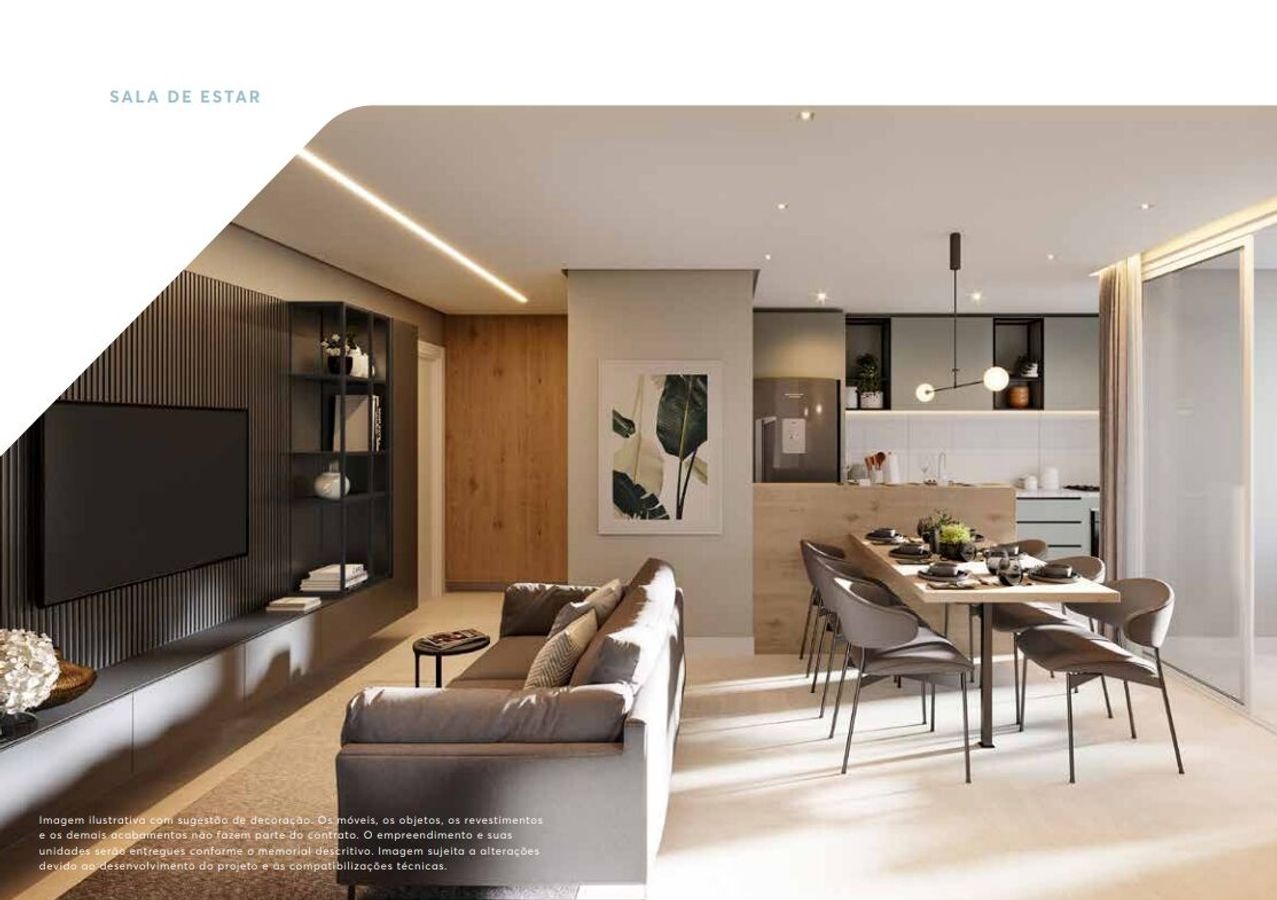 SALA DE ESTAR
Imagem ilustrativa com sugestão de decoração. Os móveis, os objetos, os revestimentos
e os demais acabamentos não fazem parte do contrato. O empreendimento e suas
unidades serão entregues conforme o memorial descritivo. Imagem sujeita a alterações
devido ao desenvolvimento do projeto e às compatibilizações técnicas.